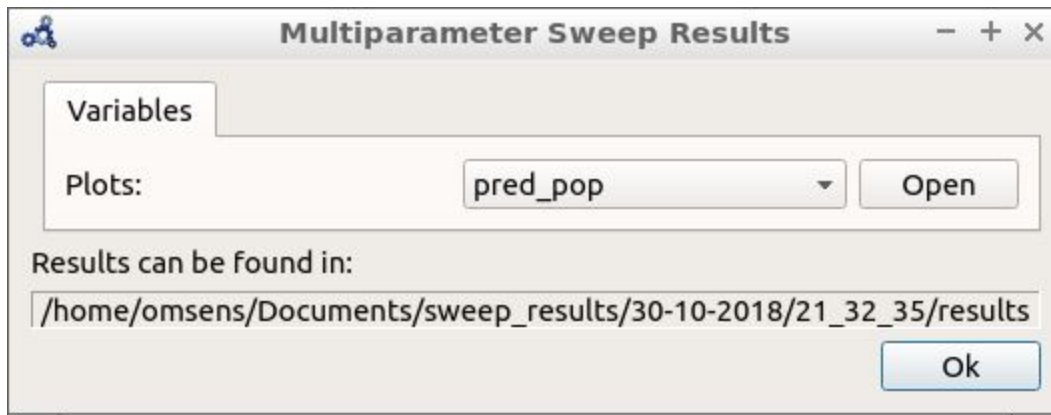 Multiparameter Sweep Results
Variables
Plots: pred_pop Open
Results can be found in:
/home/omsens/Documents/sweep_results/30-10-2018/21_32_35/results
Ok